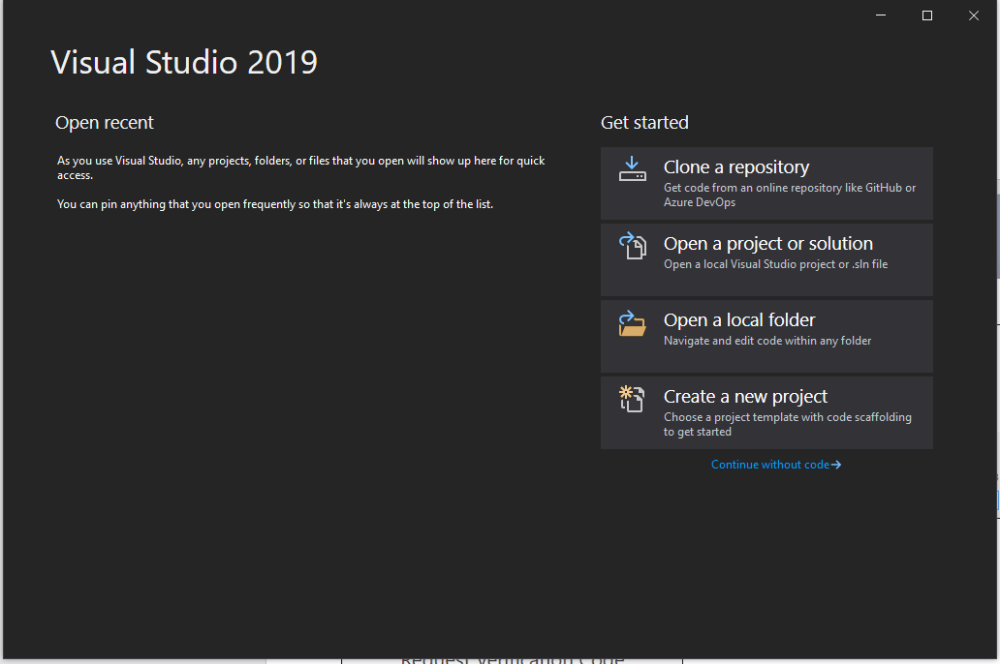 Visual Studio 2019
Open recent
As you use Visual Studio, any projects, folders, or files that you open will show up here for quick
access.
You can pin anything that you open frequently so that it's always at the top of the list.
Get started
Clone a repository
Get code from an online repository like GitHub or
Azure DevOps
Open a project or solution
Open a local Visual Studio project or .sln file
Open a local folder
Navigate and edit code within any folder
Create a new project
Choose a project template with code scaffolding
to get started
Continue without code→
Request Verification Code